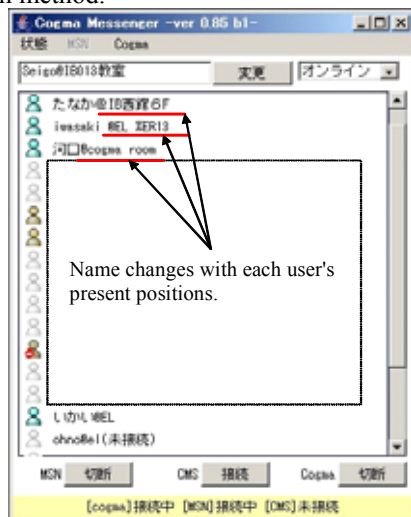 n method.
Cogma Messenger -ver 0.85 b1-
状態 MSN Cogma
Seigo@IB013教室 変更 オンライン
たなか@IB西館6F
iwasaki @EL XER13
河口@cogma room
Name changes with each user's
present positions.
いかい@EL
ohno@el(未接続)
MSN 切断 CMS 接続 Cogma 切断
[cogma]接続中 [MSN]接続中 [CMS]未接続